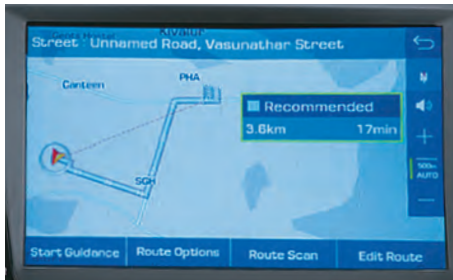 Kivalur
Street : Unnamed Road, Vasunathar Street
Canteen
PHA
Recommended
3.6km 17min
500m
AUTO
SGH
Start Guidance Route Options Route Scan Edit Route